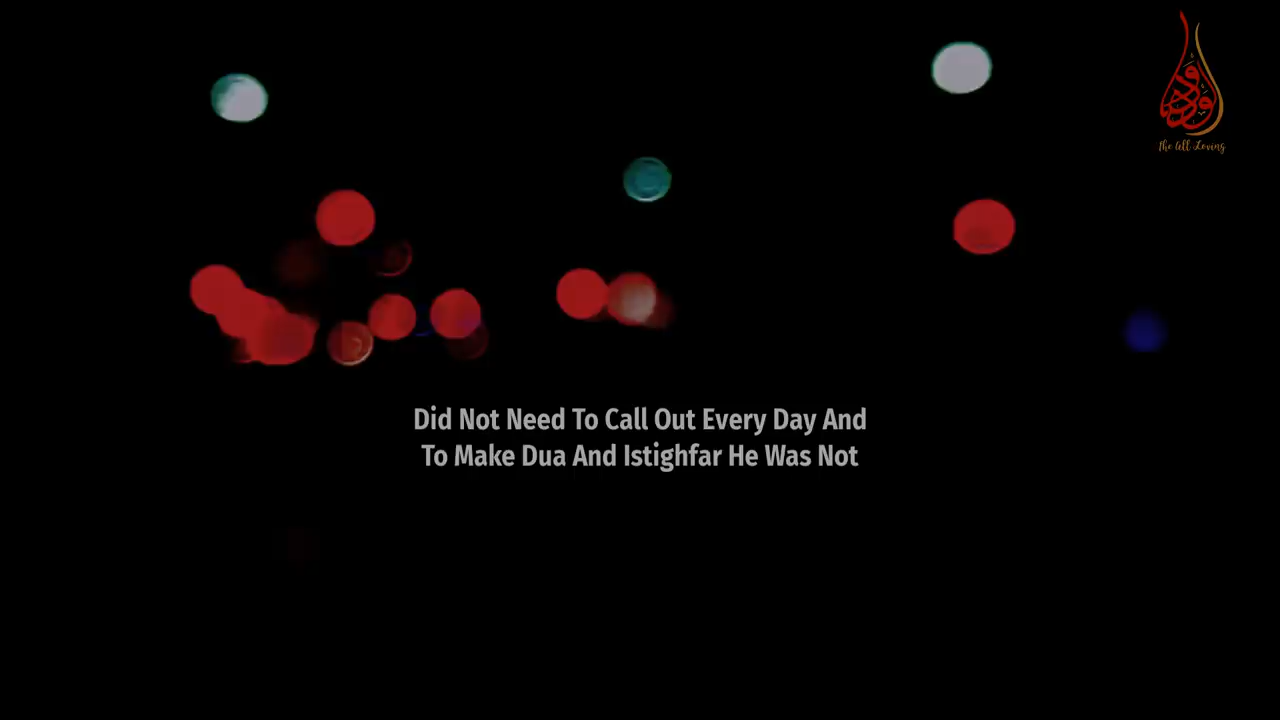 the All Loving
Did Not Need To Call Out Every Day And
To Make Dua And Istighfar He Was Not